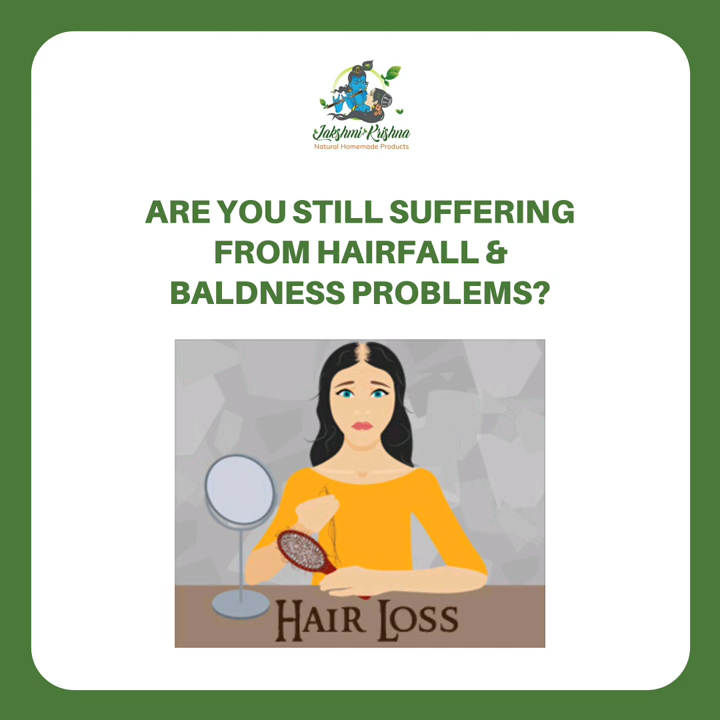 Lakshmi Krishna
Natural Homemade Products
ARE YOU STILL SUFFERING
FROM HAIRFALL &
BALDNESS PROBLEMS?
HAIR LOSS